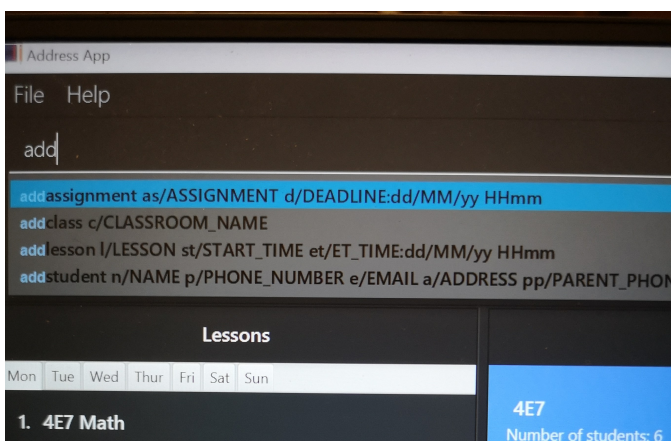 Address App
File Help
add
addassignment as/ASSIGNMENT d/DEADLINE:dd/MM/yy HHmm
addclass c/CLASSROOM_NAME
addlesson l/LESSON st/START_TIME et/ET_TIME:dd/MM/yy HHmm
addstudent n/NAME p/PHONE_NUMBER e/EMAIL a/ADDRESS pp/PARENT_PHON
Lessons
Mon Tue Wed Thur Fri Sat Sun
1. 4E7 Math
4E7
Number of students: 6